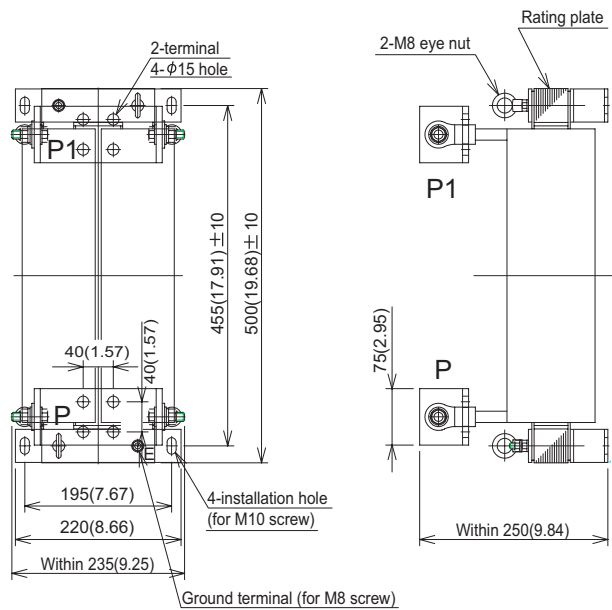 Rating plate
2-terminal
4-φ15 hole
2-M8 eye nut
P1
P1
455(17.91)±10
500(19.68)±10
40(1.57)
40(1.57)
75(2.95)
P
P
E
195(7.67)
4-installation hole
(for M10 screw)
220(8.66)
Within 250(9.84)
Within 235(9.25)
Ground terminal (for M8 screw)